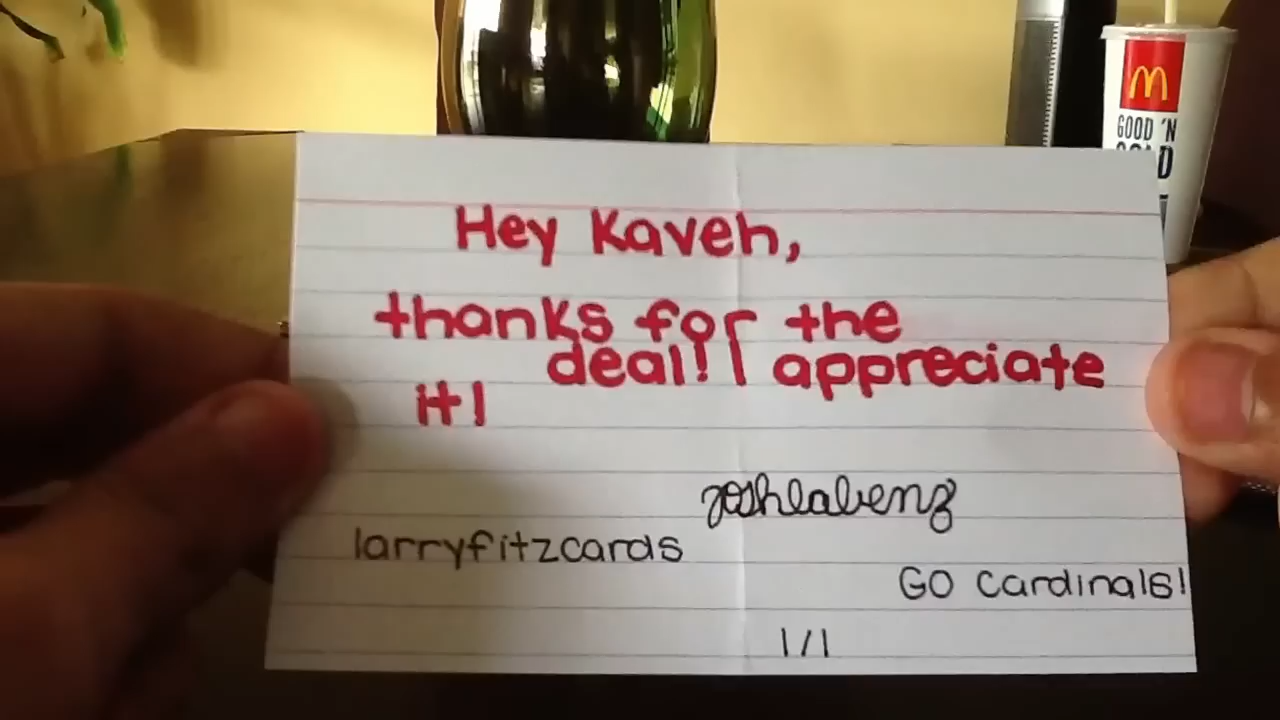 Hey Kaveh,
thanks for the
deal! I appreciate
it!
joshlabenz
larryfitzcards
GO Cardinals!
1/1
GOOD 'N